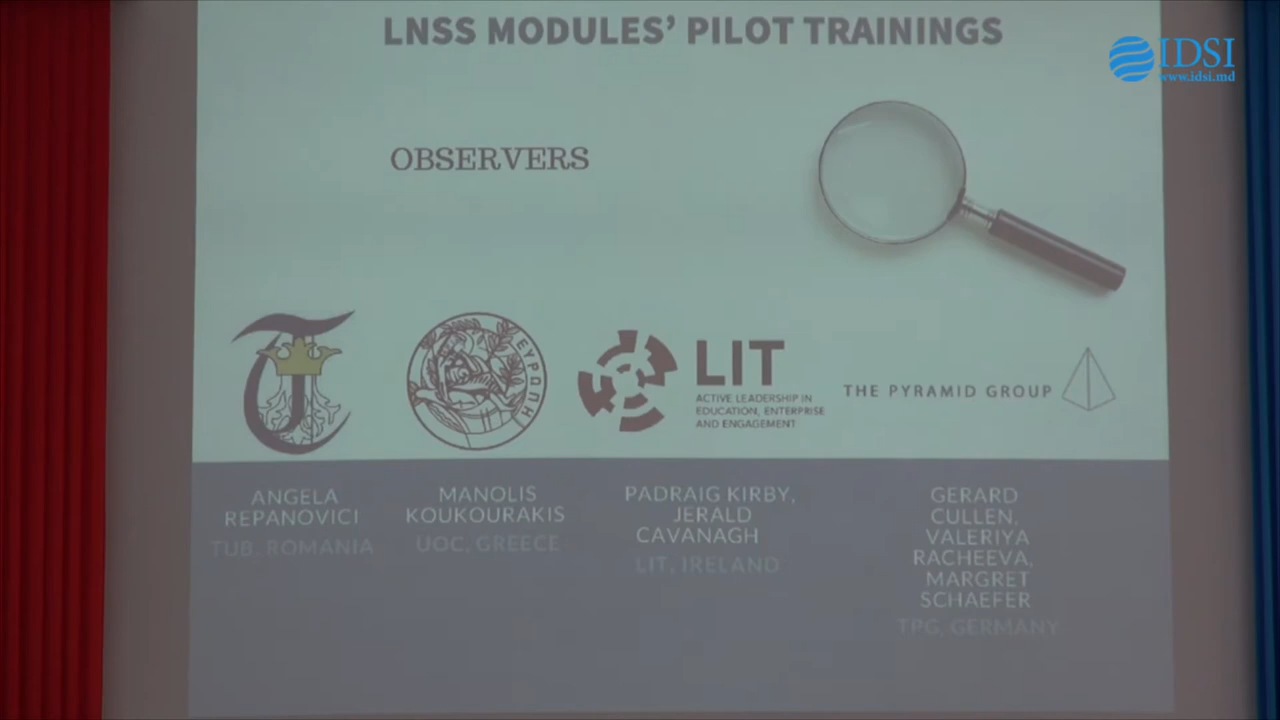 LNSS MODULES' PILOT TRAININGS
IDSI
www.idsi.md
OBSERVERS
ΕΥΡΩΠΗ
LIT
ACTIVE LEADERSHIP IN
EDUCATION, ENTERPRISE
AND ENGAGEMENT
THE PYRAMID GROUP
ANGELA
REPANOVICI
TUB, ROMANIA
MANOLIS
KOUKOURAKIS
UOC, GREECE
PADRAIG KIRBY,
JERALD
CAVANAGH
LIT, IRELAND
GERARD
CULLEN,
VALERIYA
RACHEEVA,
MARGRET
SCHAEFER
TPG, GERMANY